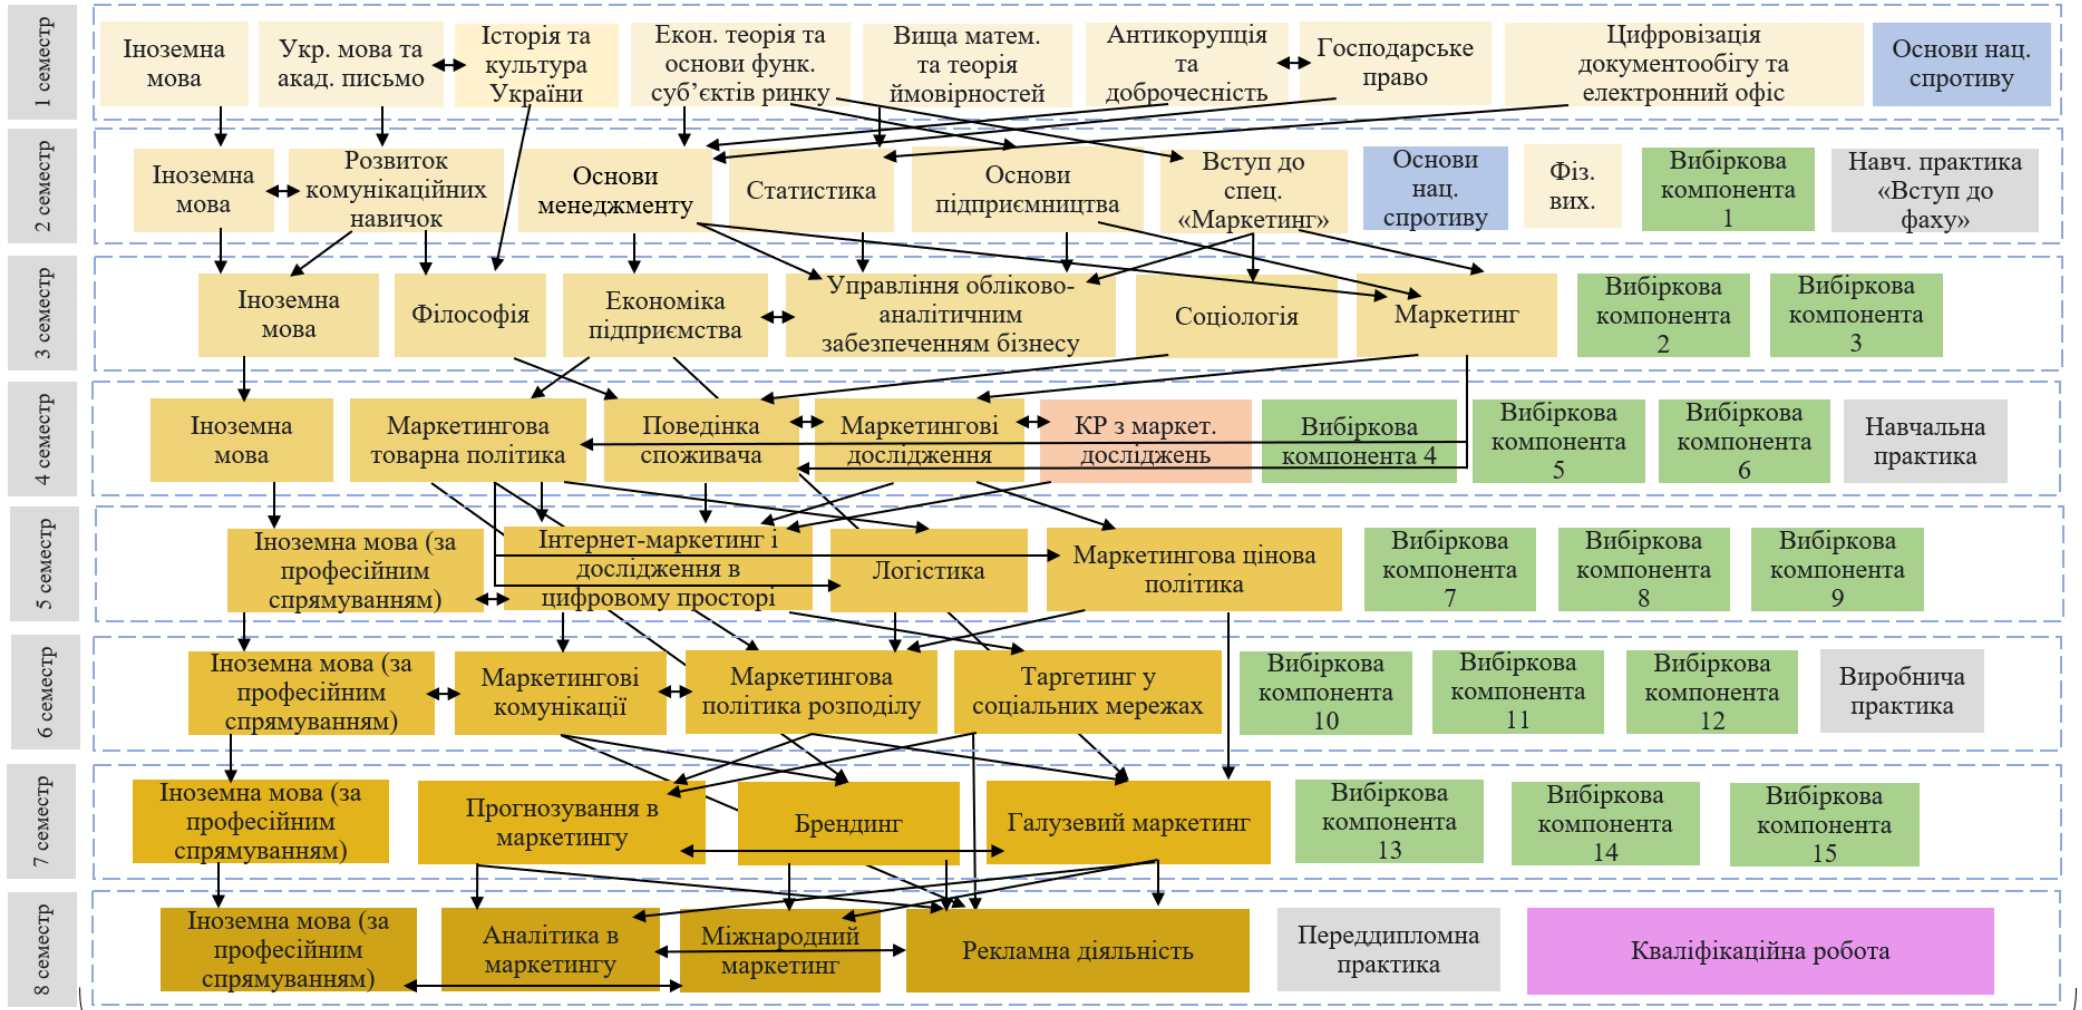 1 семестр
Іноземна
мова
Укр. мова та
акад. письмо
Історія та
культура
України
Екон. теорія та
основи функ.
суб’єктів ринку
Вища матем.
та теорія
ймовірностей
Антикорупція
та
доброчесність
Господарське
право
Цифровізація
документообігу та
електронний офіс
Основи нац.
спротиву
2 семестр
Іноземна
мова
Розвиток
комунікаційних
навичок
Основи
менеджменту
Статистика
Основи
підприємництва
Вступ до
спец.
«Маркетинг»
Основи
нац.
спротиву
Фіз.
вих.
Вибіркова
компонента
1
Навч. практика
«Вступ до
фаху»
3 семестр
Іноземна
мова
Філософія
Економіка
підприємства
Управління обліково-
аналітичним
забезпеченням бізнесу
Соціологія
Маркетинг
Вибіркова
компонента
2
Вибіркова
компонента
3
4 семестр
Іноземна
мова
Маркетингова
товарна політика
Поведінка
споживача
Маркетингові
дослідження
КР з маркет.
досліджень
Вибіркова
компонента 4
Вибіркова
компонента
5
Вибіркова
компонента
6
Навчальна
практика
5 семестр
Іноземна мова (за
професійним
спрямуванням)
Інтернет-маркетинг і
дослідження в
цифровому просторі
Логістика
Маркетингова цінова
політика
Вибіркова
компонента
7
Вибіркова
компонента
8
Вибіркова
компонента
9
6 семестр
Іноземна мова (за
професійним
спрямуванням)
Маркетингові
комунікації
Маркетингова
політика розподілу
Таргетинг у
соціальних мережах
Вибіркова
компонента
10
Вибіркова
компонента
11
Вибіркова
компонента
12
Виробнича
практика
7 семестр
Іноземна мова (за
професійним
спрямуванням)
Прогнозування в
маркетингу
Брендинг
Галузевий маркетинг
Вибіркова
компонента
13
Вибіркова
компонента
14
Вибіркова
компонента
15
8 семестр
Іноземна мова (за
професійним
спрямуванням)
Аналітика в
маркетингу
Міжнародний
маркетинг
Рекламна діяльність
Переддипломна
практика
Кваліфікаційна робота